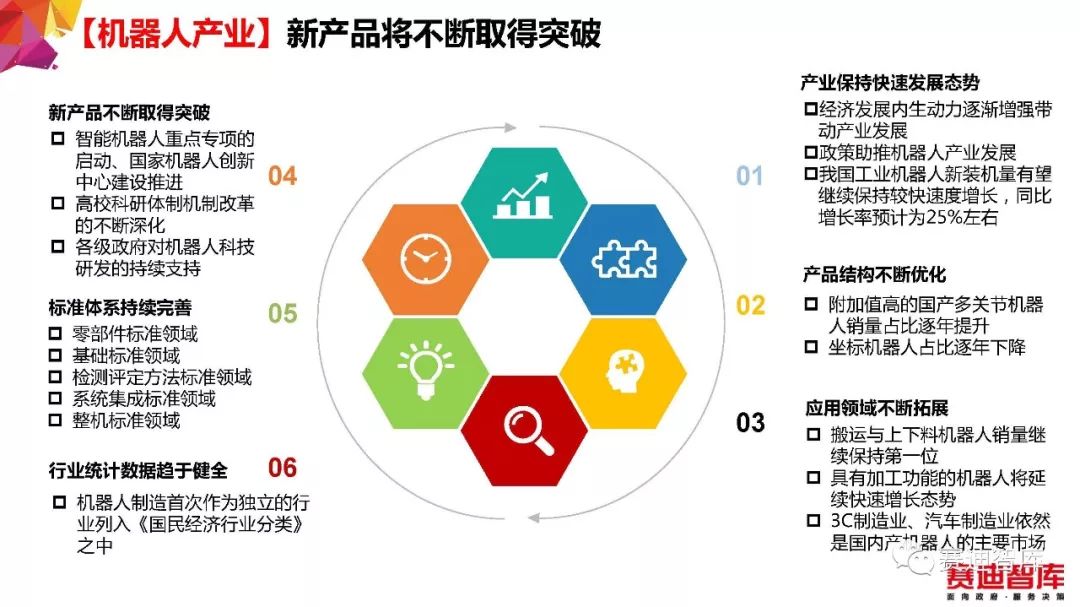 【机器人产业】新产品将不断取得突破
产业保持快速发展态势
01
经济发展内生动力逐渐增强带
动产业发展
政策助推机器人产业发展
我国工业机器人新装机量有望
继续保持较快速度增长，同比
增长率预计为25%左右
产品结构不断优化
02
附加值高的国产多关节机器
人销量占比逐年提升
坐标机器人占比逐年下降
应用领域不断拓展
03
搬运与上下料机器人销量继
续保持第一位
具有加工功能的机器人将延
续快速增长态势
3C制造业、汽车制造业依然
是国内产机器人的主要市场
新产品不断取得突破
04
智能机器人重点专项的
启动、国家机器人创新
中心建设推进
高校科研体制机制改革
的不断深化
各级政府对机器人科技
研发的持续支持
标准体系持续完善
05
零部件标准领域
基础标准领域
检测评定方法标准领域
系统集成标准领域
整机标准领域
行业统计数据趋于健全
06
机器人制造首次作为独立的行
业列入《国民经济行业分类》
之中
赛迪智库
赛迪智库
面向政府·服务决策